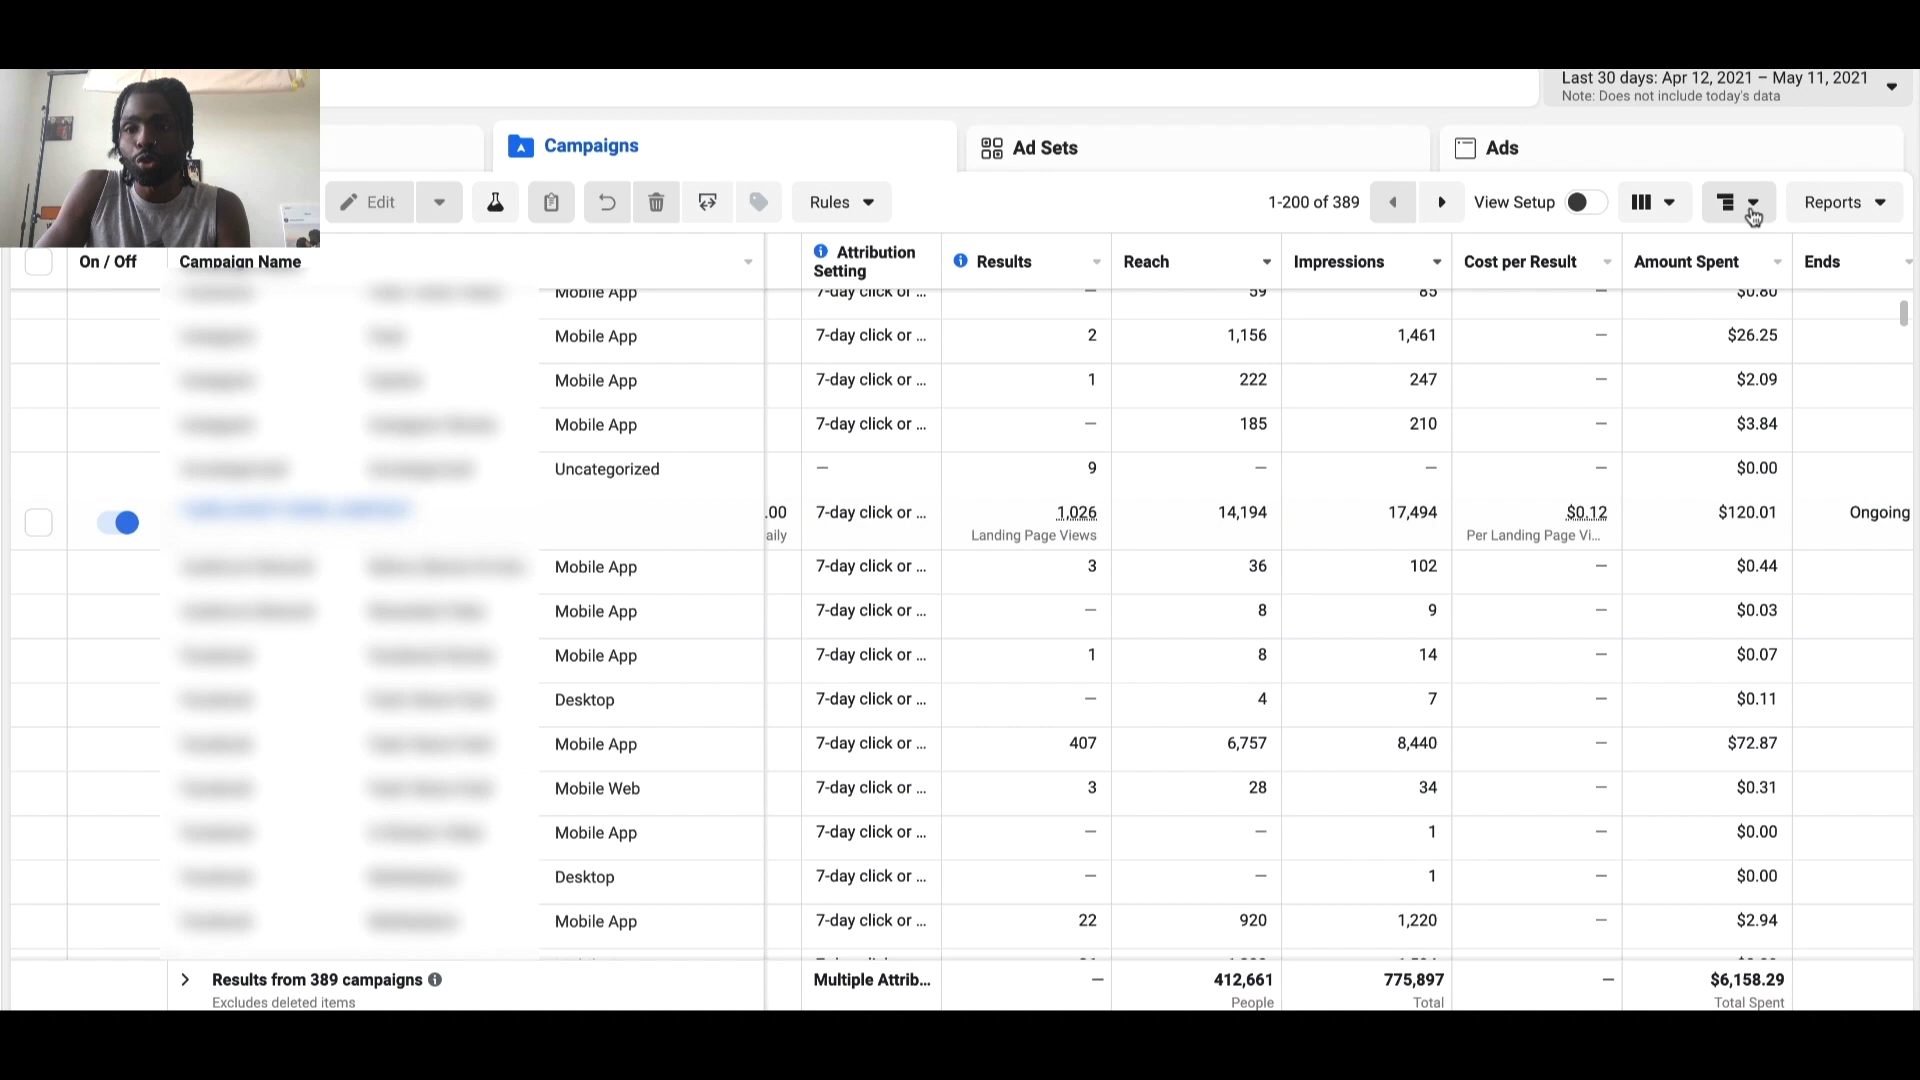 Last 30 days: Apr 12, 2021 – May 11, 2021
Note: Does not include today's data
Campaigns
Ad Sets
Ads
Edit
Rules
1-200 of 389
View Setup
Reports
On / Off
Campaign Name
Attribution
Setting
Results
Reach
Impressions
Cost per Result
Amount Spent
Ends
Mobile App 7-day click or ... — 59 85 — $0.80
Mobile App 7-day click or ... 2 1,156 1,461 — $26.25
Mobile App 7-day click or ... 1 222 247 — $2.09
Mobile App 7-day click or ... — 185 210 — $3.84
Uncategorized — 9 — — — $0.00
.00 7-day click or ... 1,026 14,194 17,494 $0.12 $120.01 Ongoing
aily Landing Page Views Per Landing Page Vi...
Mobile App 7-day click or ... 3 36 102 — $0.44
Mobile App 7-day click or ... — 8 9 — $0.03
Mobile App 7-day click or ... 1 8 14 — $0.07
Desktop 7-day click or ... — 4 7 — $0.11
Mobile App 7-day click or ... 407 6,757 8,440 — $72.87
Mobile Web 7-day click or ... 3 28 34 — $0.31
Mobile App 7-day click or ... — — 1 — $0.00
Desktop 7-day click or ... — — 1 — $0.00
Mobile App 7-day click or ... 22 920 1,220 — $2.94
Results from 389 campaigns Multiple Attrib... — 412,661 775,897 — $6,158.29
Excludes deleted items People Total Total Spent